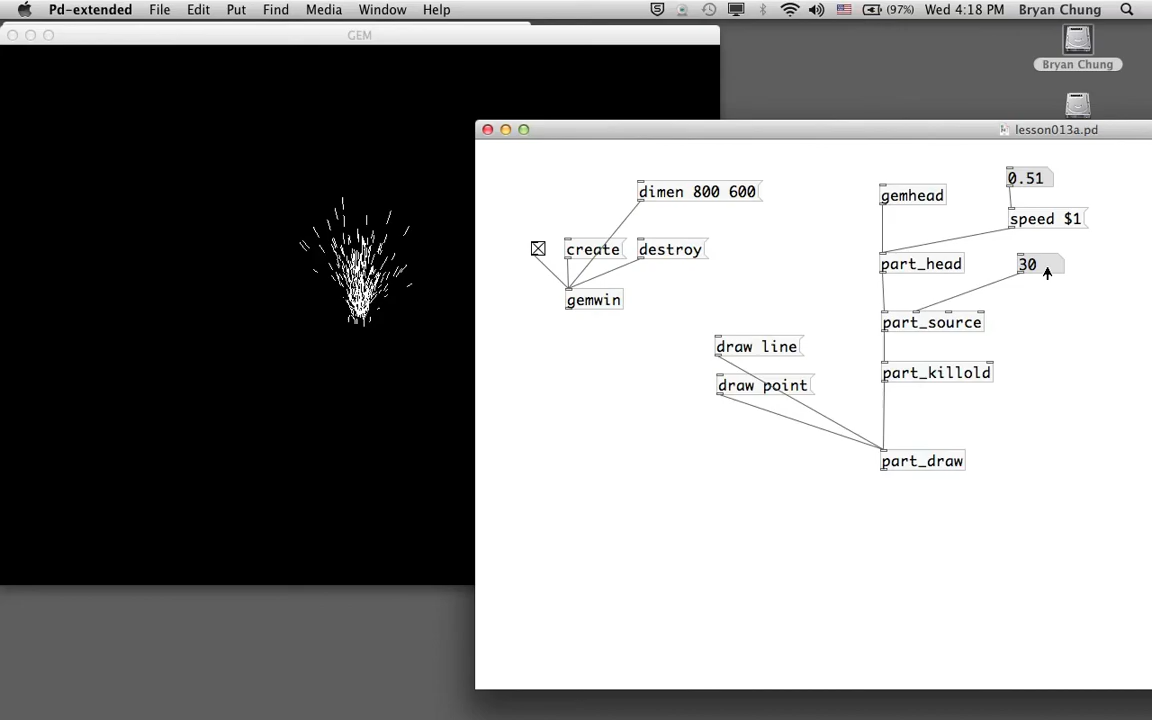 Pd-extended File Edit Put Find Media Window Help (97%) Wed 4:18 PM Bryan Chung
GEM
Bryan Chung
lesson013a.pd
0.51
dimen 800 600
gemhead
speed $1
create
destroy
part_head
30
gemwin
part_source
draw line
part_killold
draw point
part_draw